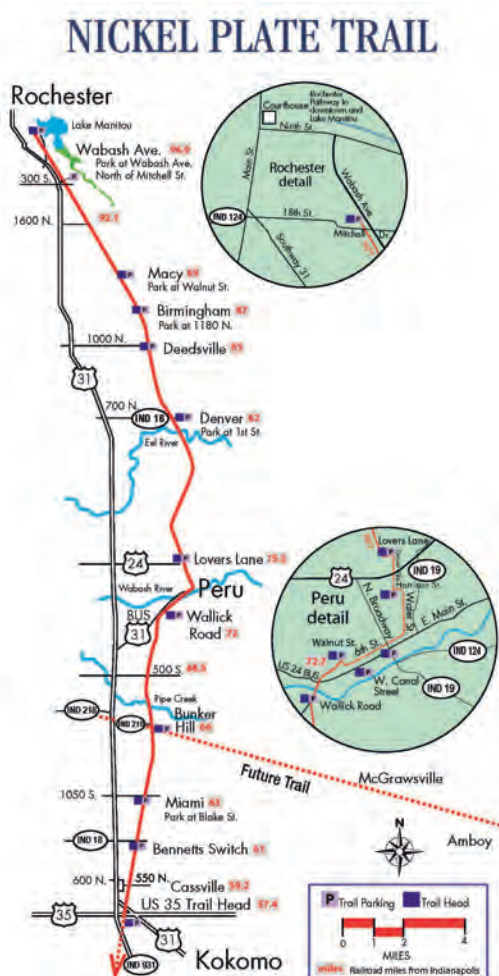 NICKEL PLATE TRAIL
Rochester
Lake Manitou
Wabash Ave. 96.9
Park at Wabash Ave.
North of Mitchell St.
300 S.
92.1
1600 N.
Macy 89
Park at Walnut St.
Birmingham 87
Park at 1180 N.
1000 N.
Deedsville 85
31
700 N.
IND 16
Denver 82
Park at 1st St.
Eel River
24
Lovers Lane
Wabash River
Peru
BUS
31
Wallick
Road 72
500 S. 68.5
Pipe Creek
IND 218
IND 219
Bunker
Hill 66
Future Trail
McGrawsville
Amboy
1050 S.
Miami 63
Park at Blake St.
IND 18
Bennetts Switch 61
600 N.
550 N.
Cassville 59.2
US 35 Trail Head 57.4
35
31
IND 931
Kokomo
Rochester
Pathway to
downtown and
Lake Manitou
Courthouse
Ninth St.
Main St.
Rochester
detail
Wabash Ave.
IND 124
18th St.
Mitchell Dr.
Southway 31
Lovers Lane
IND 19
24
Harrison St.
Peru
detail
N. Broadway
Water St.
E. Main St.
Walnut St.
6th St.
72.7
US 24 BUS
W. Canal
Street
IND 124
IND 19
Wallick Road
N
P Trail Parking
Trail Head
0 1 2 4
MILES
miles Railroad miles from Indianapolis